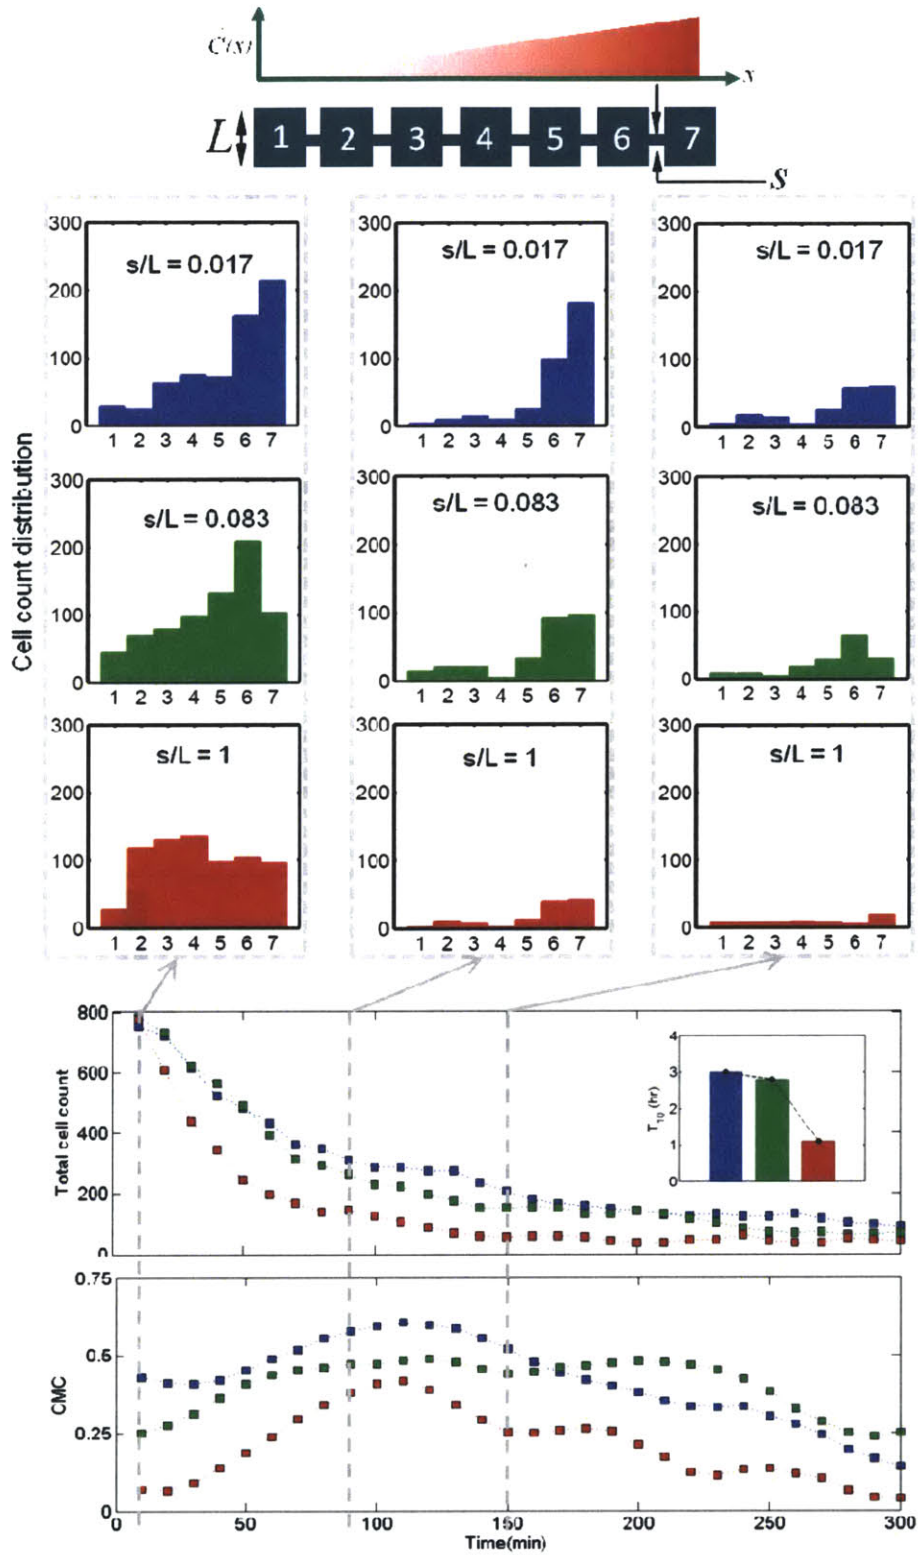 Ċ(x)
x
L
1 2 3 4 5 6 7
s
300 300 300
s/L = 0.017 s/L = 0.017 s/L = 0.017
200 200 200
100 100 100
0 0 0
1 2 3 4 5 6 7 1 2 3 4 5 6 7 1 2 3 4 5 6 7
Cell count distribution
300 300 300
s/L = 0.083 s/L = 0.083 s/L = 0.083
200 200 200
100 100 100
0 0 0
1 2 3 4 5 6 7 1 2 3 4 5 6 7 1 2 3 4 5 6 7
300 300 300
s/L = 1 s/L = 1 s/L = 1
200 200 200
100 100 100
0 0 0
1 2 3 4 5 6 7 1 2 3 4 5 6 7 1 2 3 4 5 6 7
Total cell count
800
600
400
200
0
T10 (hr)
4
3
2
1
0
CMC
0.75
0.5
0.25
0
0 50 100 150 200 250 300
Time(min)